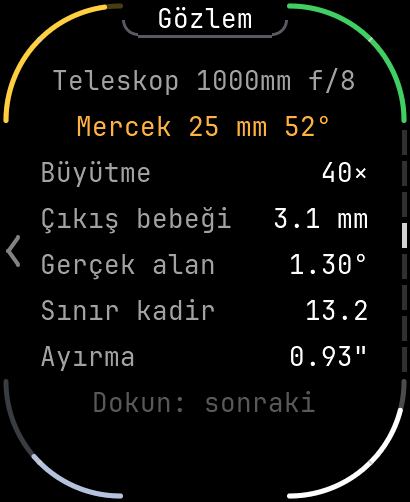 Gözlem
Teleskop 1000mm f/8
Mercek 25 mm 52°
Büyütme 40×
Çıkış bebeği 3.1 mm
Gerçek alan 1.30°
Sınır kadir 13.2
Ayırma 0.93"
Dokun: sonraki